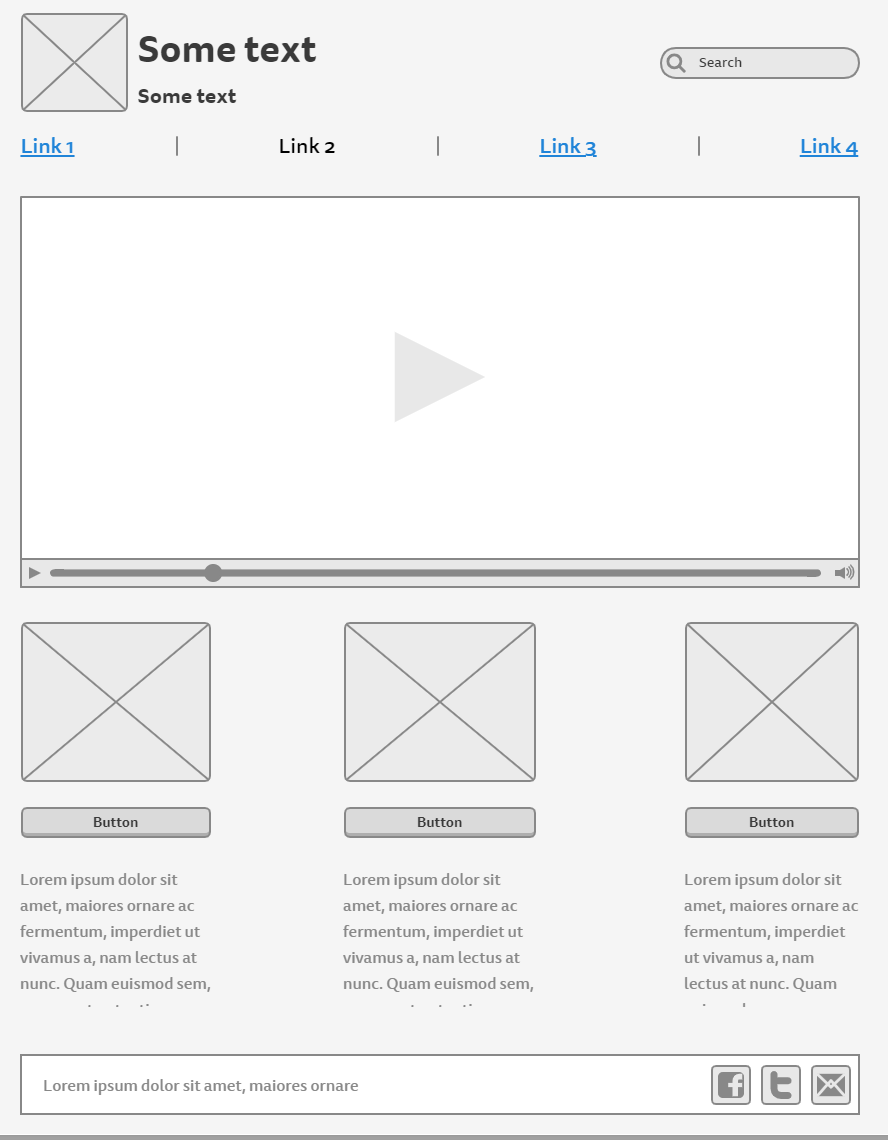 Some text
Some text
Search
Link 1
Link 2
Link 3
Link 4
Button
Button
Button
Lorem ipsum dolor sit
amet, maiores ornare ac
fermentum, imperdiet ut
vivamus a, nam lectus at
nunc. Quam euismod sem,
Lorem ipsum dolor sit
amet, maiores ornare ac
fermentum, imperdiet ut
vivamus a, nam lectus at
nunc. Quam euismod sem,
Lorem ipsum dolor sit
amet, maiores ornare ac
fermentum, imperdiet
ut vivamus a, nam
lectus at nunc. Quam
Lorem ipsum dolor sit amet, maiores ornare